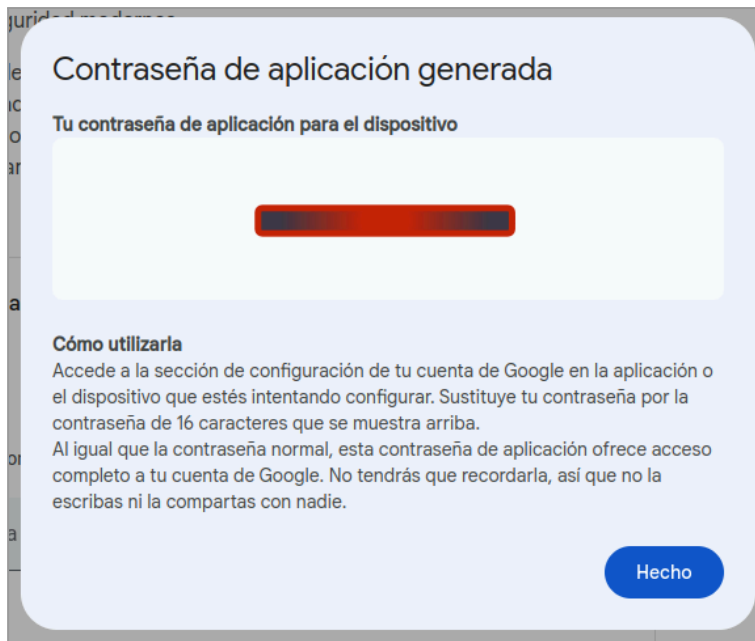 Contraseña de aplicación generada
Tu contraseña de aplicación para el dispositivo
Cómo utilizarla
Accede a la sección de configuración de tu cuenta de Google en la aplicación o
el dispositivo que estés intentando configurar. Sustituye tu contraseña por la
contraseña de 16 caracteres que se muestra arriba.
Al igual que la contraseña normal, esta contraseña de aplicación ofrece acceso
completo a tu cuenta de Google. No tendrás que recordarla, así que no la
escribas ni la compartas con nadie.
Hecho